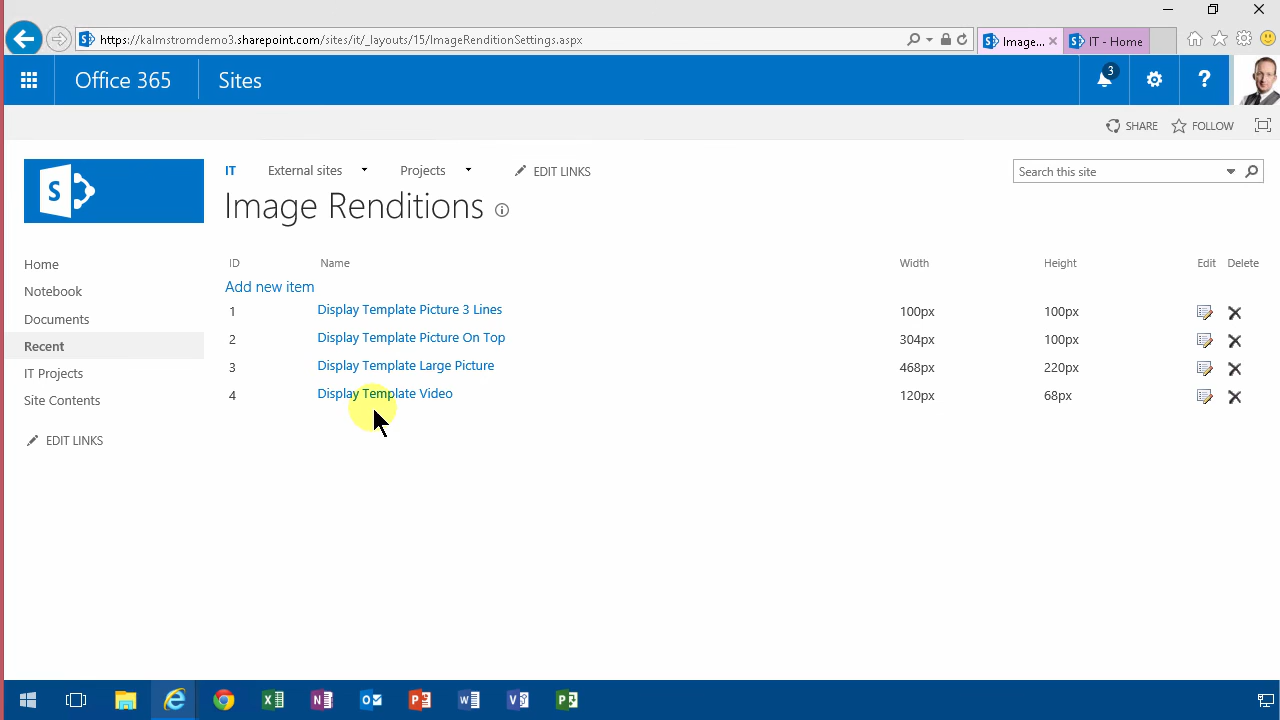 https://kalmstromdemo3.sharepoint.com/sites/it/_layouts/15/ImageRenditionSettings.aspx
Image...
IT - Home
Office 365
Sites
3
?
SHARE
FOLLOW
S
IT
External sites
Projects
EDIT LINKS
Search this site
Image Renditions
Home
Notebook
Documents
Recent
IT Projects
Site Contents
EDIT LINKS
ID Name Width Height Edit Delete
Add new item
1 Display Template Picture 3 Lines 100px 100px
2 Display Template Picture On Top 304px 100px
3 Display Template Large Picture 468px 220px
4 Display Template Video 120px 68px